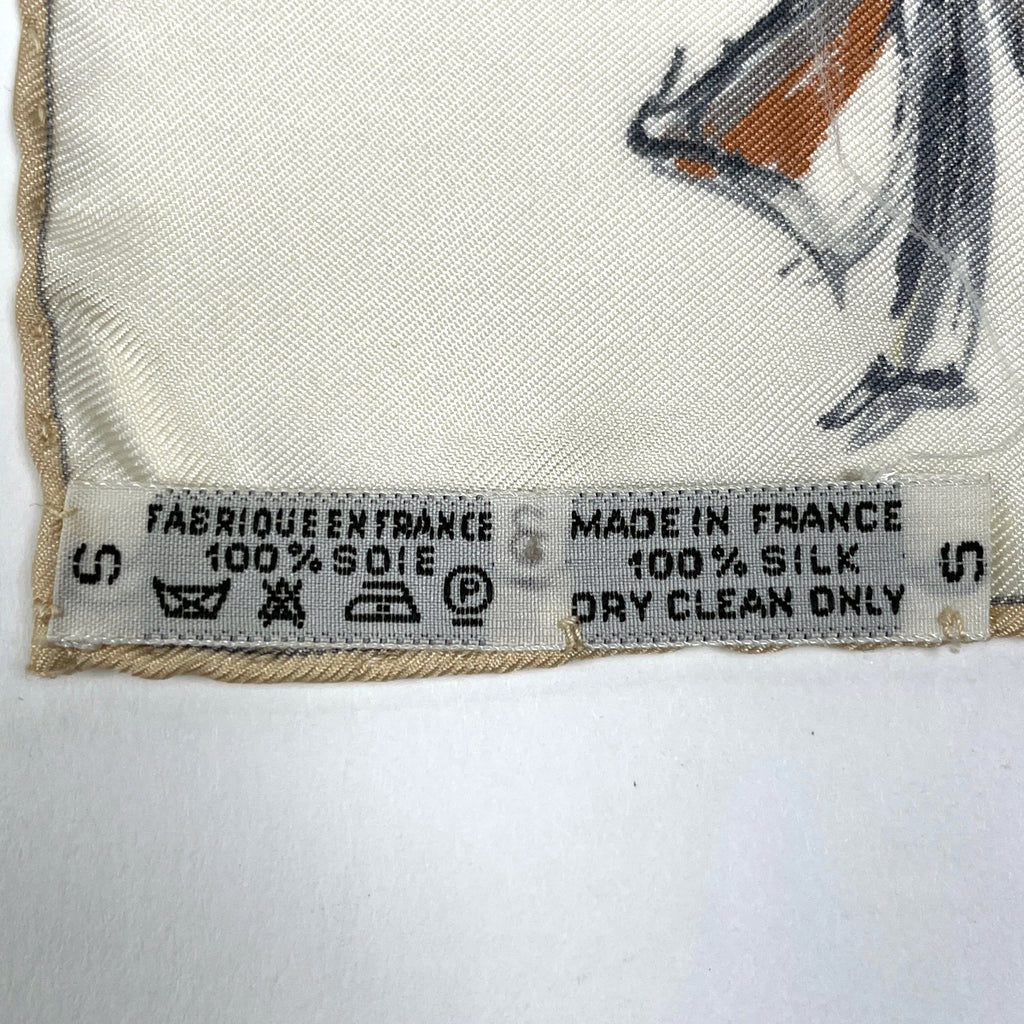 FABRIQUE EN FRANCE
100% SOIE
P
MADE IN FRANCE
100% SILK
DRY CLEAN ONLY
S
S